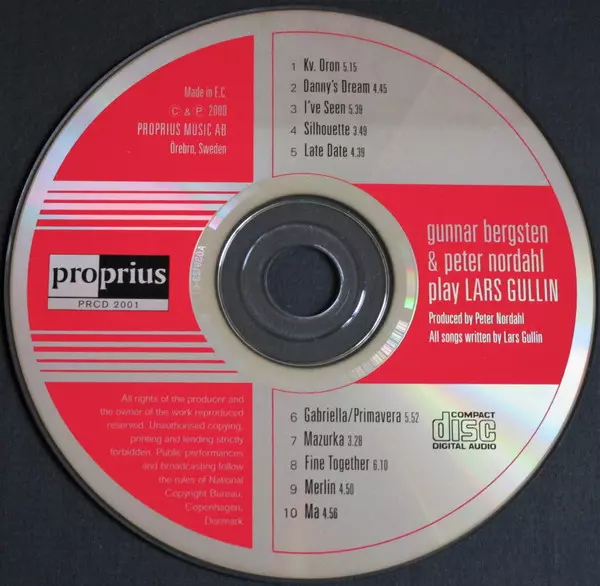 Made in E.C.
© & ℗ 2000
PROPRIUS MUSIC AB
Örebro, Sweden
1 Kv. Oron 5.15
2 Danny's Dream 4.45
3 I've Seen 5.39
4 Silhouette 3.49
5 Late Date 4.39
proprius
PRCD 2001
gunnar bergsten
& peter nordahl
play LARS GULLIN
Produced by Peter Nordahl
All songs written by Lars Gullin
All rights of the producer and
the owner of the work reproduced
reserved. Unauthorised copying,
printing and lending strictly
forbidden. Public performances
and broadcasting follow
the rules of National
Copyright Bureau,
Copenhagen,
Denmark
6 Gabriella/Primavera 5.52
7 Mazurka 3.28
8 Fine Together 6.10
9 Merlin 4.50
10 Ma 4.56
COMPACT
disc
DIGITAL AUDIO